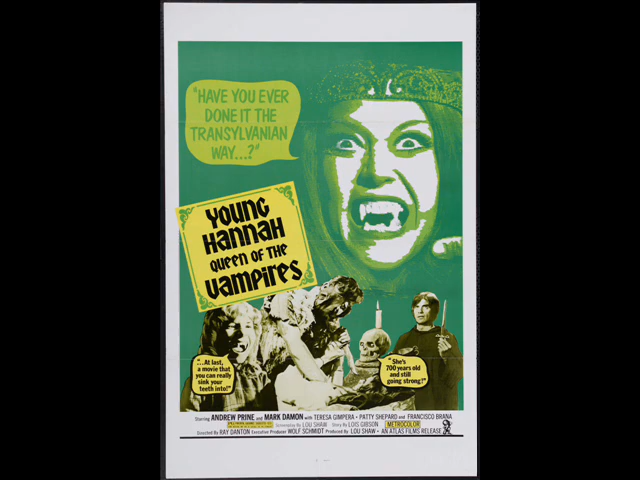 "HAVE YOU EVER
DONE IT THE
TRANSYLVANIAN
WAY...?"
YOUNG
HANNAH
QUEEN OF THE
VAMPIRES
"...At last,
a movie that
you can really
sink your
teeth into!"
"She's
700 years old
and still
going strong!"
Starring ANDREW PRINE and MARK DAMON with TERESA GIMPERA • PATTY SHEPARD and FRANCISCO BRANA
Screenplay By LOU SHAW Story By LOIS GIBSON METROCOLOR
Directed By RAY DANTON Executive Producer WOLF SCHMIDT Produced By LOU SHAW • AN ATLAS FILMS RELEASE